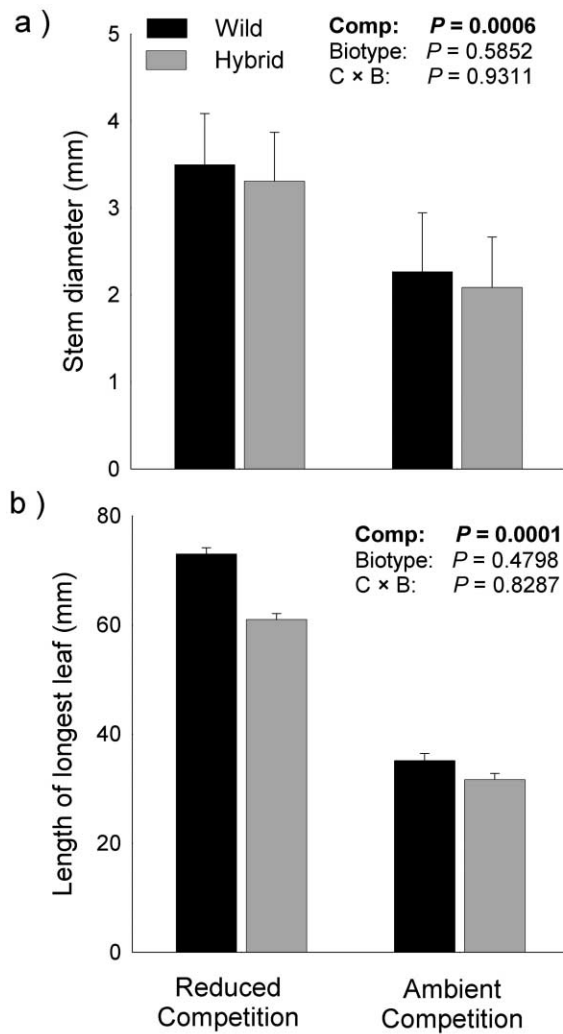 a )
Wild
Hybrid
Comp: P = 0.0006
Biotype: P = 0.5852
C × B: P = 0.9311
Stem diameter (mm)
5
4
3
2
1
0
b )
Comp: P = 0.0001
Biotype: P = 0.4798
C × B: P = 0.8287
Length of longest leaf (mm)
80
60
40
20
0
Reduced
Competition
Ambient
Competition